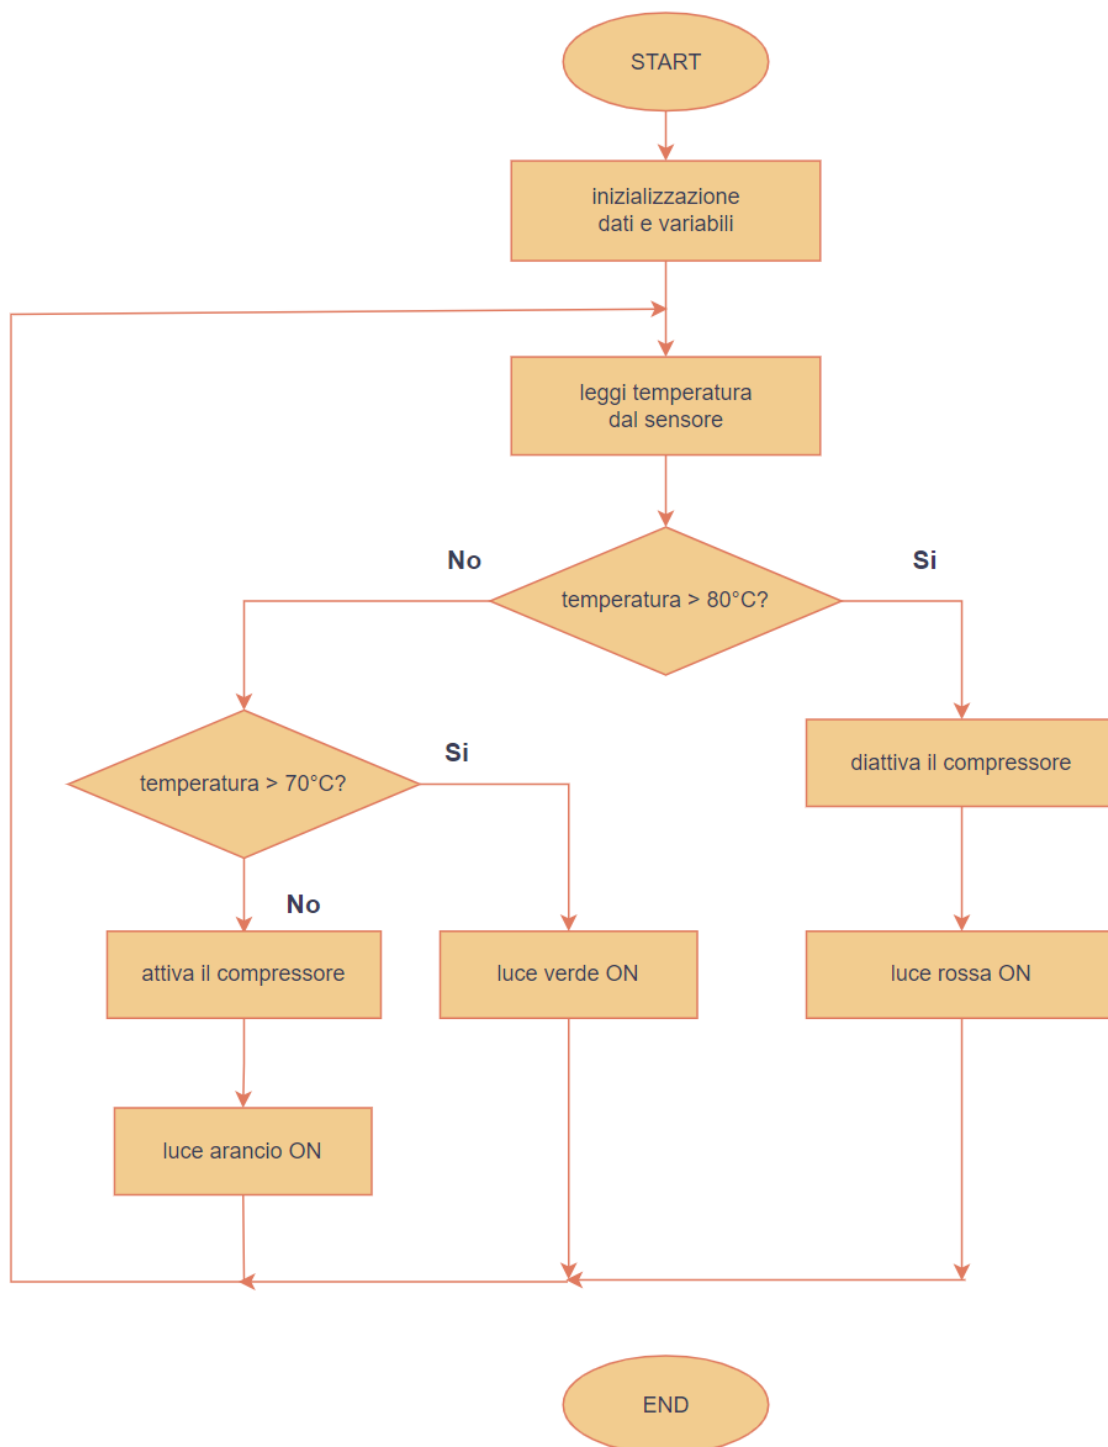 START
inizializzazione
dati e variabili
leggi temperatura
dal sensore
No
Si
temperatura > 80°C?
Si
temperatura > 70°C?
diattiva il compressore
No
attiva il compressore
luce verde ON
luce rossa ON
luce arancio ON
END